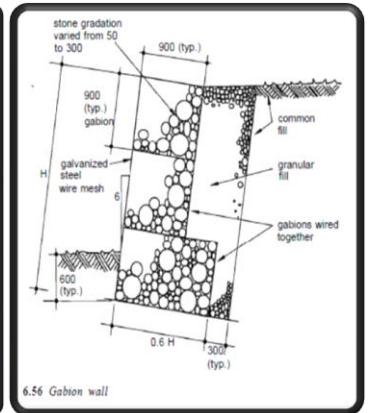 stone gradation
varied from 50
to 300
900 (typ.)
900
(typ.)
gabion
common
fill
galvanized
steel
wire mesh
granular
fill
H
6
gabions wired
together
600
(typ.)
0.6 H
300
(typ.)
6.56 Gabion wall